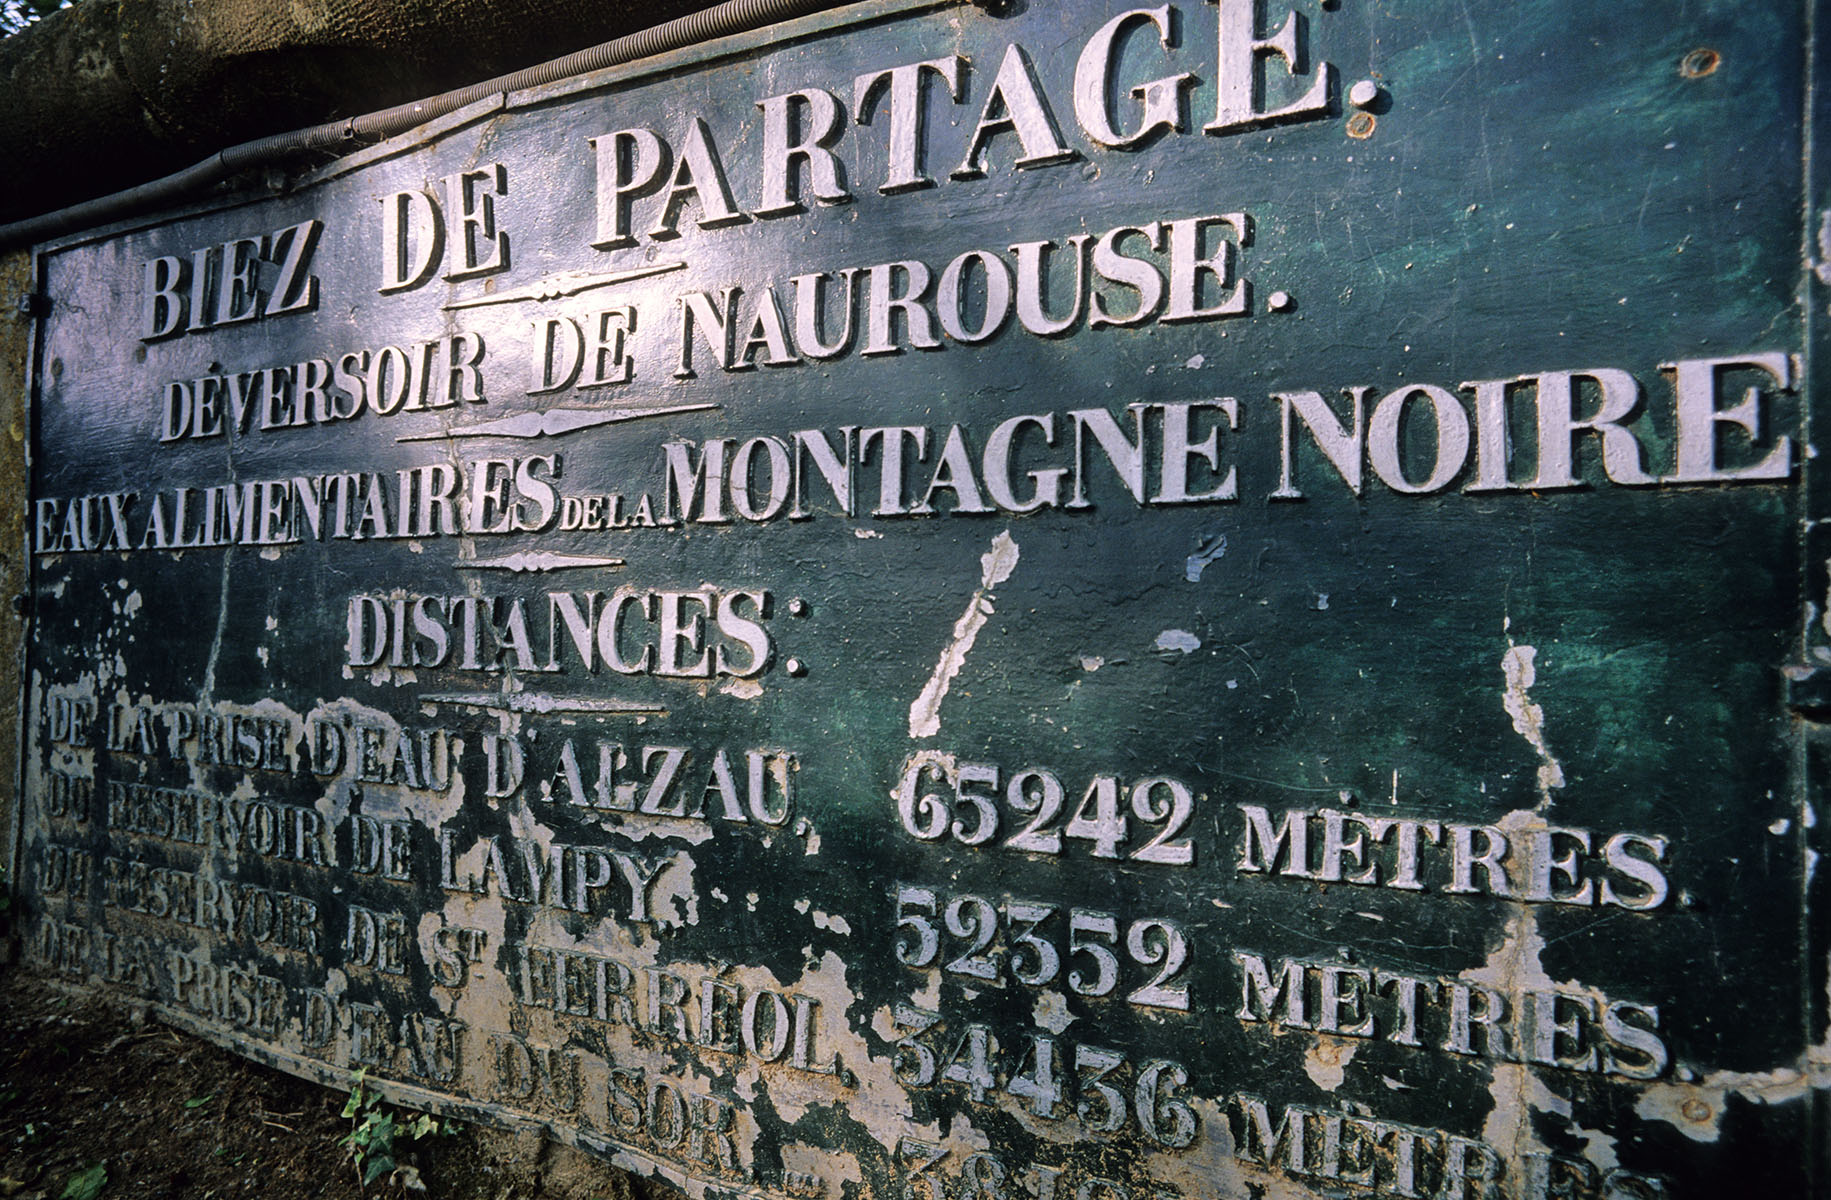 BIEZ DE PARTAGE.
DÉVERSOIR DE NAUROUSE.
EAUX ALIMENTAIRES DE LA MONTAGNE NOIRE
DISTANCES:
DE LA PRISE D'EAU D'ALZAU, 65242 MÈTRES.
DU RÉSERVOIR DE LAMPY 52352 MÈTRES.
DU RÉSERVOIR DE ST FERRÉOL, 34436 MÈTRES
DE LA PRISE D'EAU DU SOR